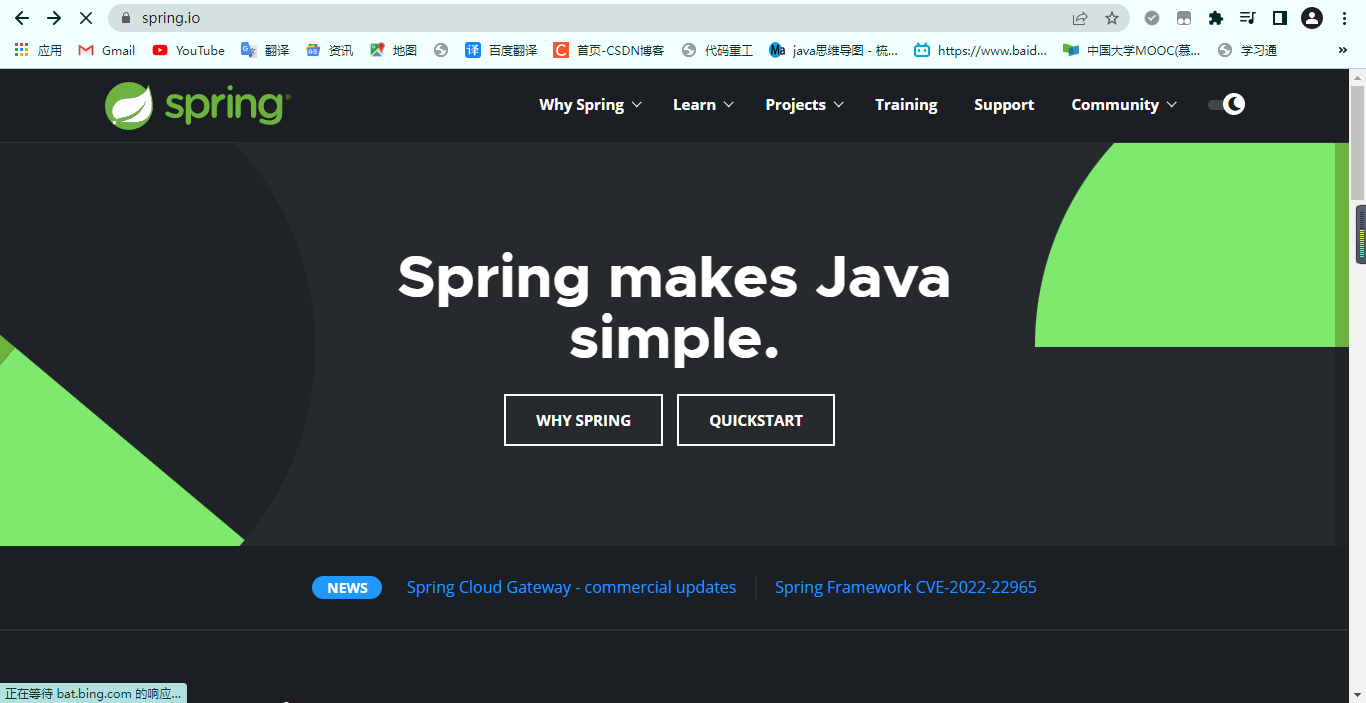 spring.io
应用 Gmail YouTube 翻译 资讯 地图 译 百度翻译 C 首页-CSDN博客 代码重工 Ma java思维导图 - 梳... https://www.baid... 中国大学MOOC(慕... 学习通 »
spring® Why Spring Learn Projects Training Support Community
Spring makes Java
simple.
WHY SPRING QUICKSTART
NEWS Spring Cloud Gateway - commercial updates Spring Framework CVE-2022-22965
正在等待 bat.bing.com 的响应...